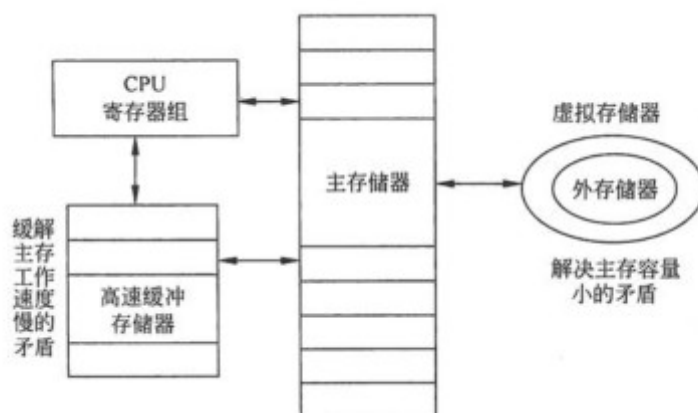 CPU
寄存器组
缓解
主存
工作
速度
慢的
矛盾
高速缓冲
存储器
主存储器
虚拟存储器
外存储器
解决主存容量
小的矛盾